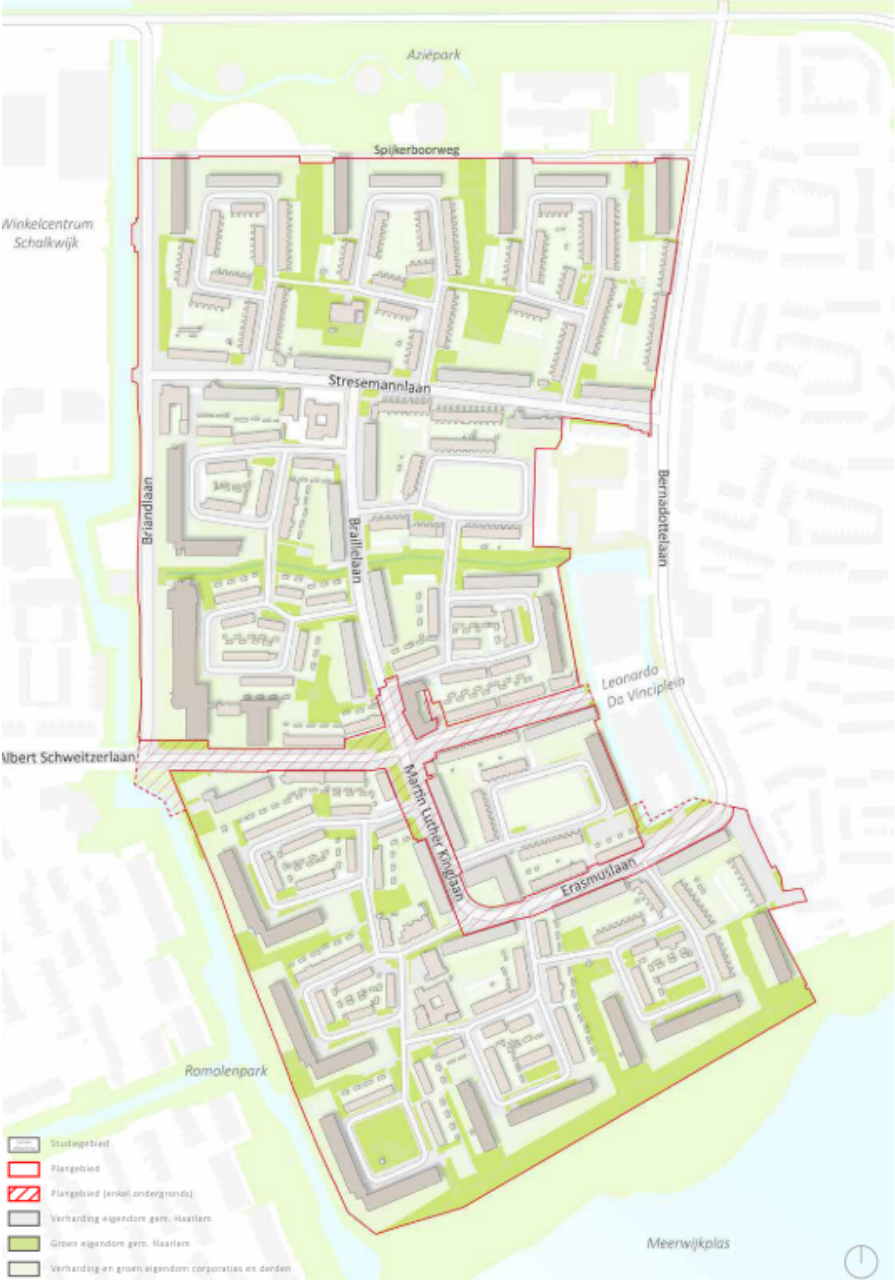 Aziëpark
Spijkerboorweg
Winkelcentrum
Schalkwijk
Stresemannlaan
Briandlaan
Braillelaan
Bernadottelaan
Leonardo
Da Vinciplein
Albert Schweitzerlaan
Martin Luther Kinglaan
Erasmuslaan
Romolenpark
Studiegebied
Plangebied
Plangebied (enkel ondergronds)
Verharding eigendom gem. Haarlem
Groen eigendom gem. Haarlem
Verharding en groen eigendom corporaties en derden
Meerwijkplas